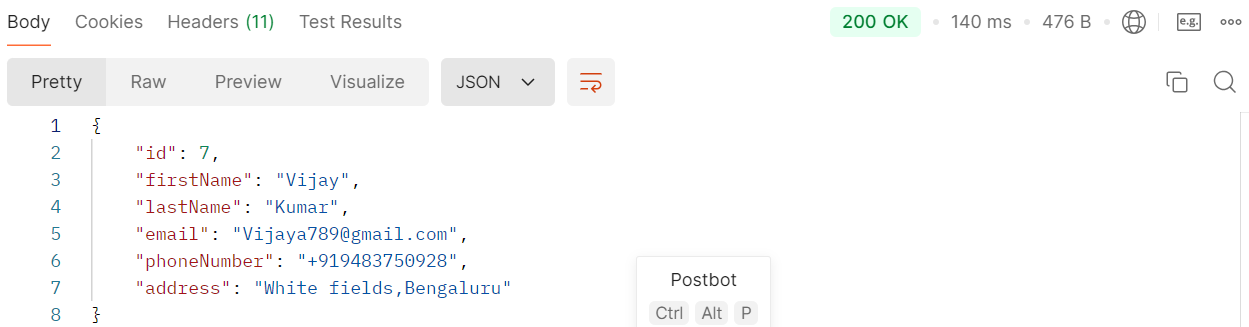 Body Cookies Headers (11) Test Results 200 OK 140 ms 476 B e.g.
Pretty Raw Preview Visualize JSON
1 {
2 "id": 7,
3 "firstName": "Vijay",
4 "lastName": "Kumar",
5 "email": "Vijaya789@gmail.com",
6 "phoneNumber": "+919483750928",
7 "address": "White fields,Bengaluru"
8 }
Postbot
Ctrl Alt P